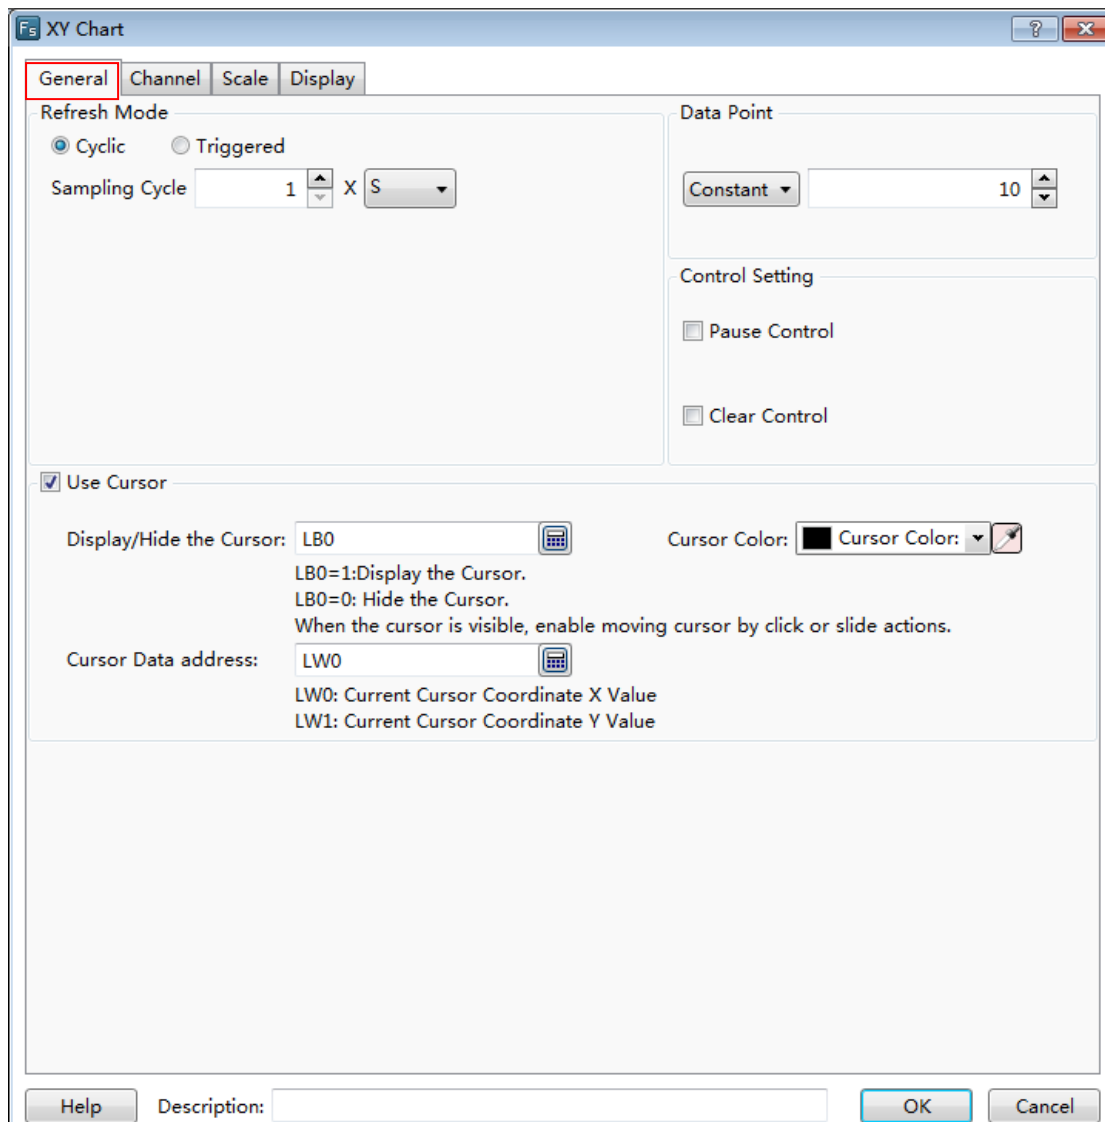 Fs XY Chart
General Channel Scale Display
Refresh Mode
Cyclic Triggered
Sampling Cycle 1 X S
Data Point
Constant 10
Control Setting
Pause Control
Clear Control
Use Cursor
Display/Hide the Cursor: LB0 Cursor Color: Cursor Color:
LB0=1:Display the Cursor.
LB0=0: Hide the Cursor.
When the cursor is visible, enable moving cursor by click or slide actions.
Cursor Data address: LW0
LW0: Current Cursor Coordinate X Value
LW1: Current Cursor Coordinate Y Value
Help Description: OK Cancel